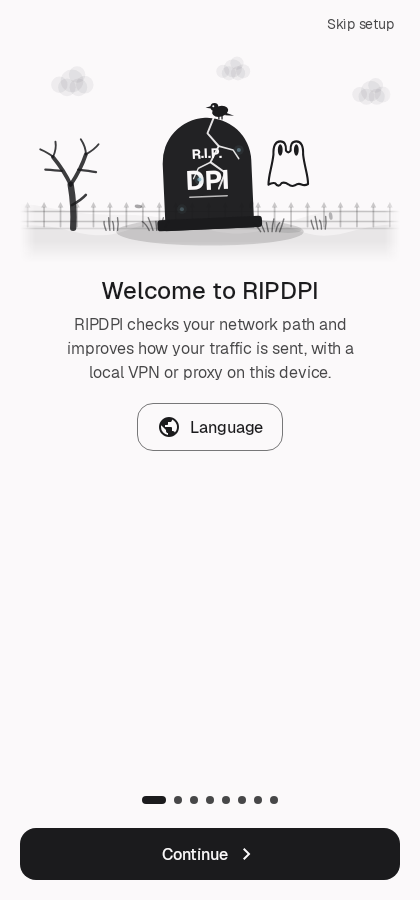 Skip setup
R.I.P.
DPI
Welcome to RIPDPI
RIPDPI checks your network path and
improves how your traffic is sent, with a
local VPN or proxy on this device.
Language
Continue